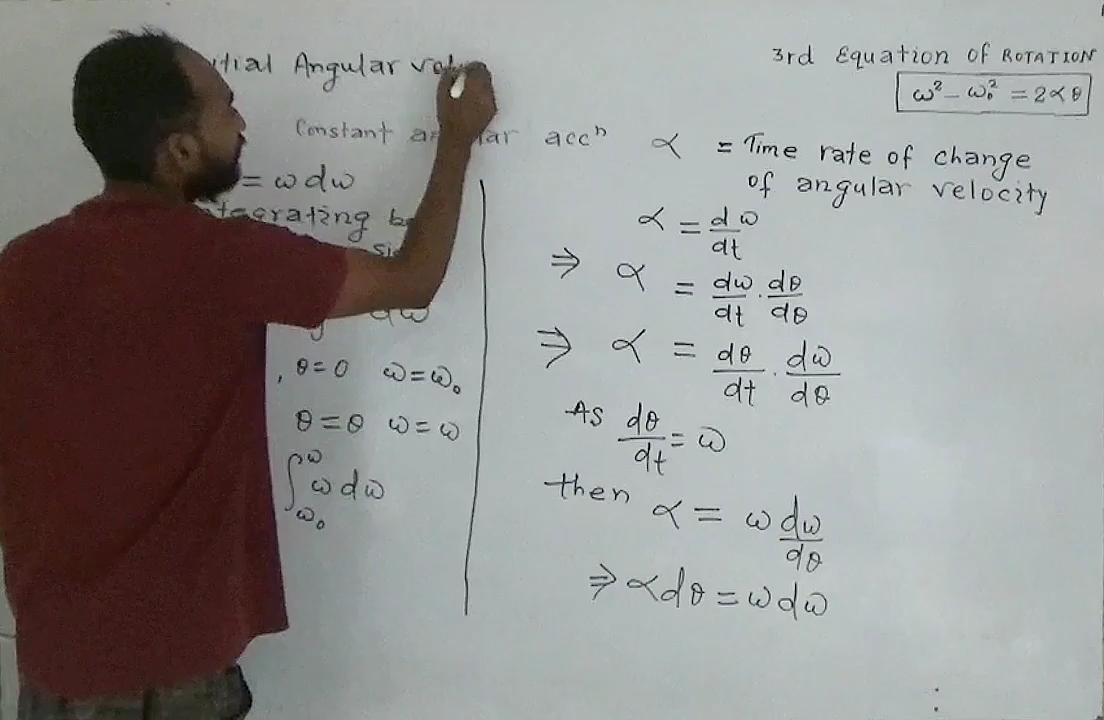 3rd Equation of ROTATION
ω² - ω₀² = 2αθ
Angular
Constant acc^n
= ω dω
θ = 0 ω = ω₀
θ = θ ω = ω
∫_{ω₀}^{ω} ω dω
α = Time rate of change
of angular velocity
α = dω/dt
⇒ α = dω/dt · dθ/dθ
⇒ α = dθ/dt · dω/dθ
As dθ/dt = ω
then α = ω dω/dθ
⇒ α dθ = ω dω